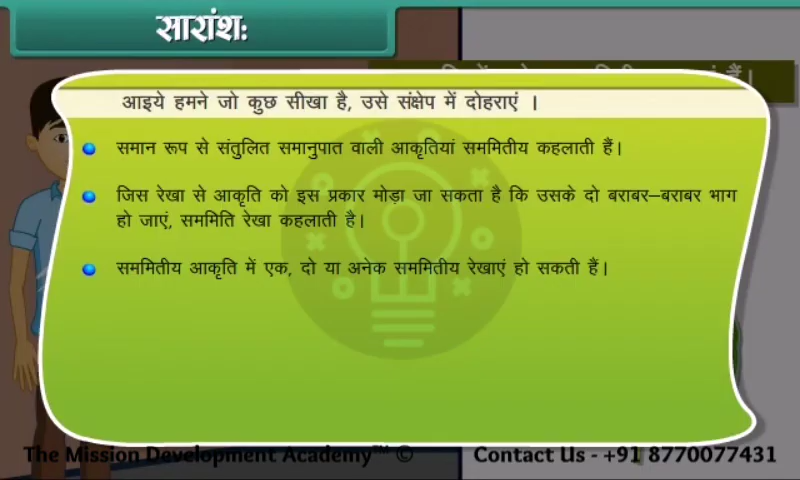 सारांश:
आइये हमने जो कुछ सीखा है, उसे संक्षेप में दोहराएं ।
समान रूप से संतुलित समानुपात वाली आकृतियां सममितीय कहलाती हैं।
जिस रेखा से आकृति को इस प्रकार मोड़ा जा सकता है कि उसके दो बराबर–बराबर भाग
हो जाएं, सममिति रेखा कहलाती है।
सममितीय आकृति में एक, दो या अनेक सममितीय रेखाएं हो सकती हैं।
The Mission Development Academy™ ©
Contact Us - +91 8770077431